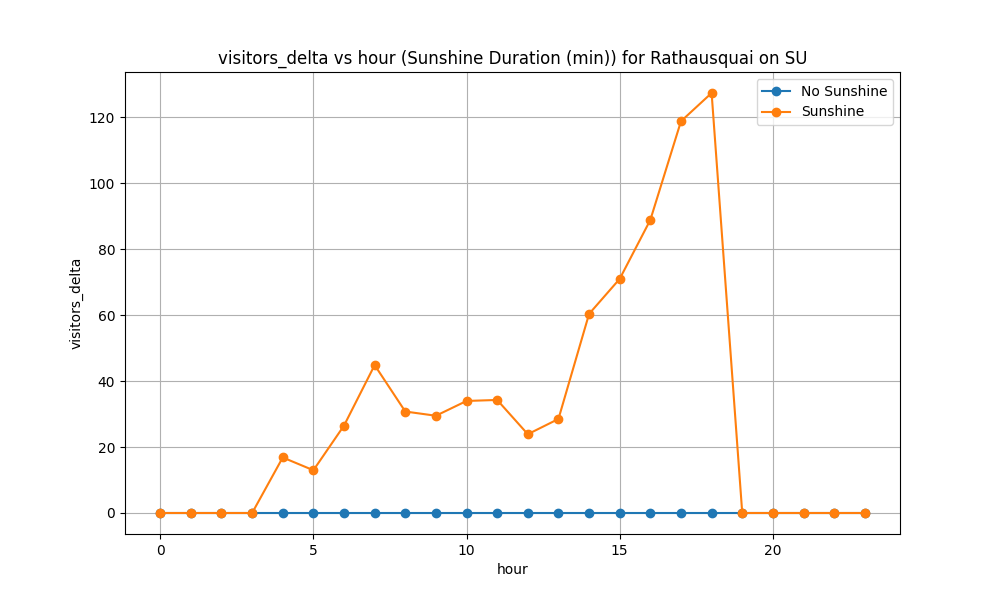 visitors_delta vs hour (Sunshine Duration (min)) for Rathausquai on SU
No Sunshine
Sunshine
visitors_delta
120
100
80
60
40
20
0
0 5 10 15 20
hour